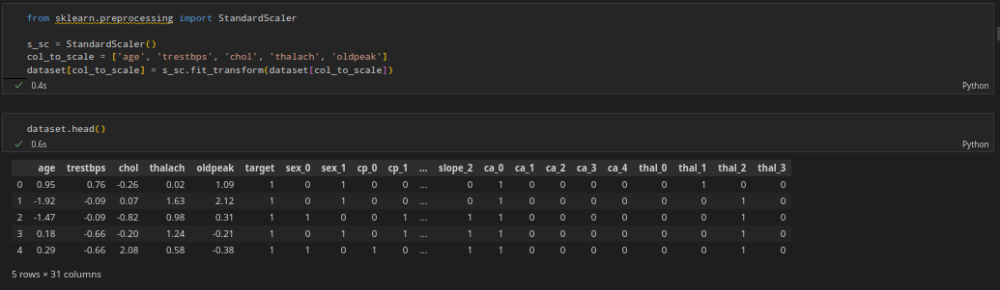 from sklearn.preprocessing import StandardScaler
s_sc = StandardScaler()
col_to_scale = ['age', 'trestbps', 'chol', 'thalach', 'oldpeak']
dataset[col_to_scale] = s_sc.fit_transform(dataset[col_to_scale])
✓ 0.4s Python
dataset.head()
✓ 0.6s Python
age trestbps chol thalach oldpeak target sex_0 sex_1 cp_0 cp_1 ... slope_2 ca_0 ca_1 ca_2 ca_3 ca_4 thal_0 thal_1 thal_2 thal_3
0 0.95 0.76 -0.26 0.02 1.09 1 0 1 0 0 ... 0 1 0 0 0 0 0 1 0 0
1 -1.92 -0.09 0.07 1.63 2.12 1 0 1 0 0 ... 0 1 0 0 0 0 0 0 1 0
2 -1.47 -0.09 -0.82 0.98 0.31 1 1 0 0 1 ... 1 1 0 0 0 0 0 0 1 0
3 0.18 -0.66 -0.20 1.24 -0.21 1 0 1 0 1 ... 1 1 0 0 0 0 0 0 1 0
4 0.29 -0.66 2.08 0.58 -0.38 1 1 0 1 0 ... 1 1 0 0 0 0 0 0 1 0
5 rows × 31 columns